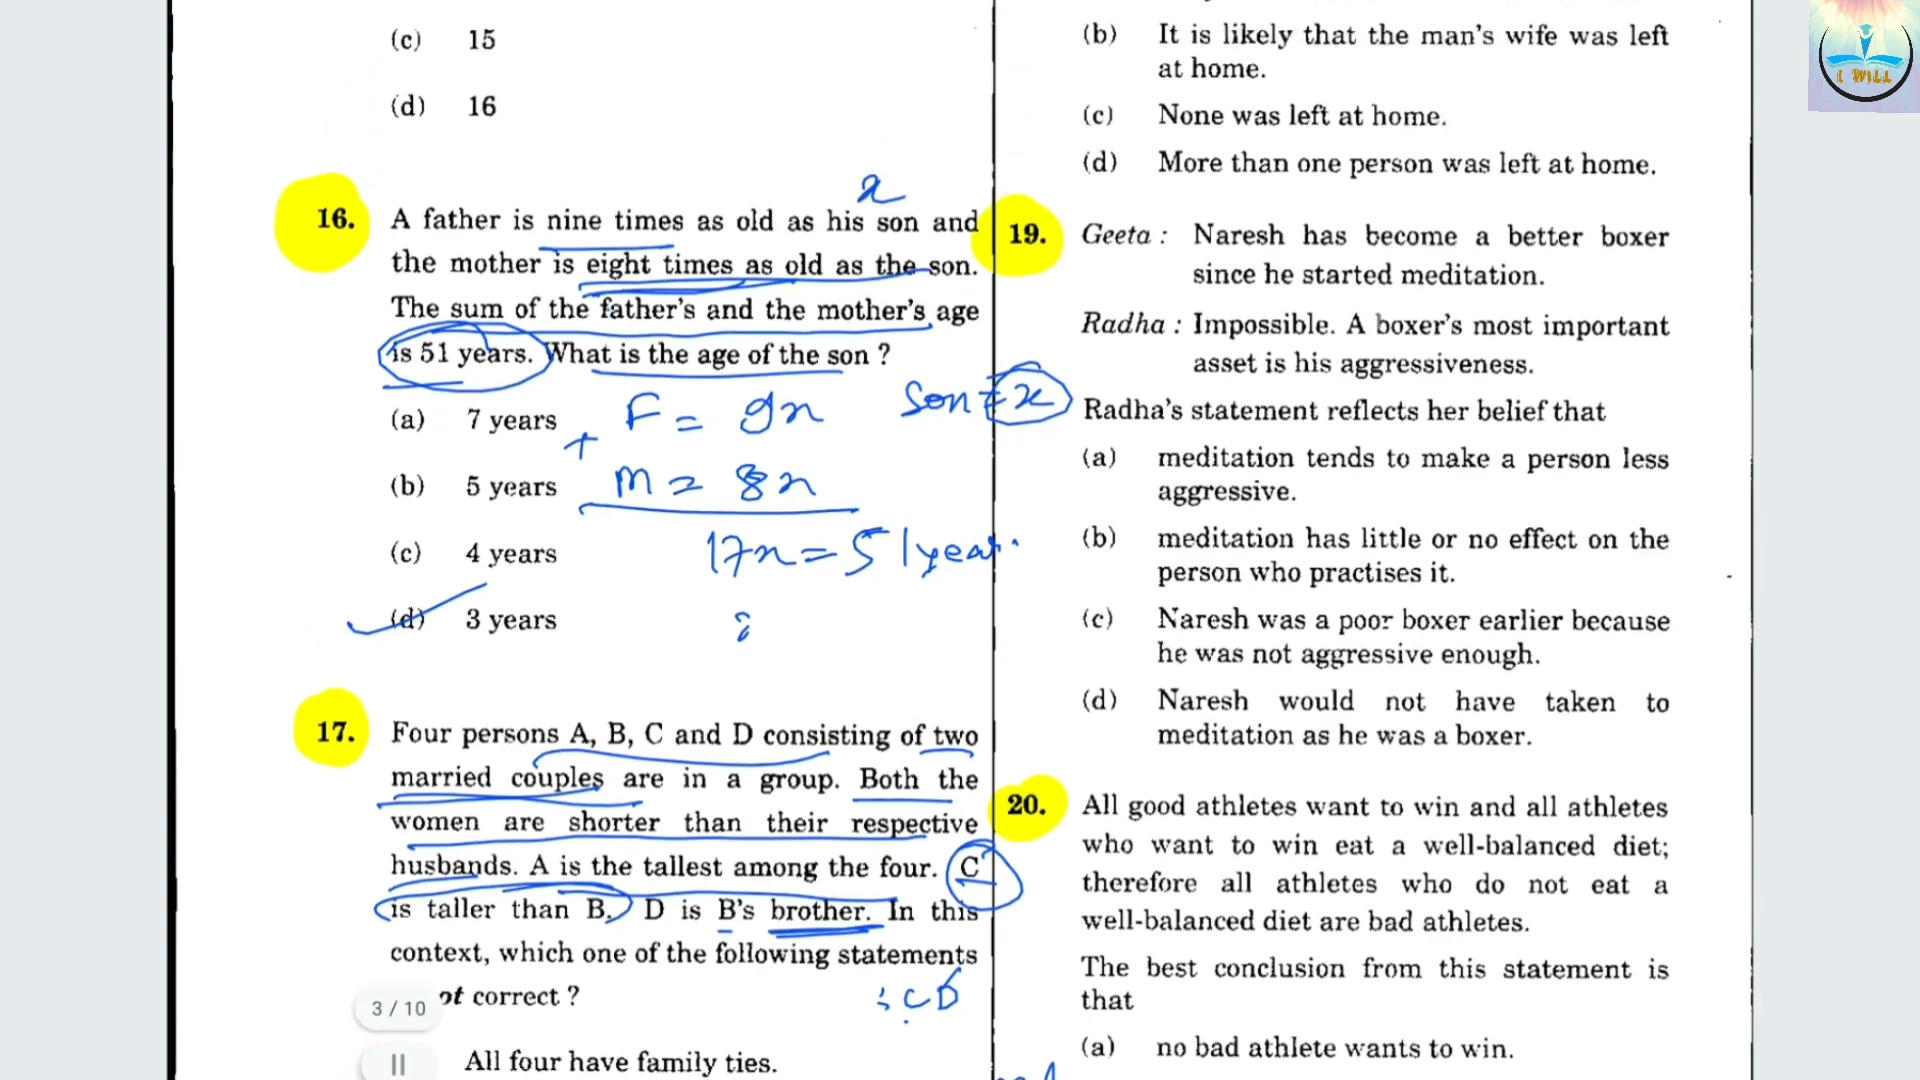 (c) 15
(d) 16
x
16. A father is nine times as old as his son and
the mother is eight times as old as the son.
The sum of the father's and the mother's age
is 51 years. What is the age of the son ?
(a) 7 years
(b) 5 years
(c) 4 years
(d) 3 years
F = 9x
Son = x
+
m = 8x
17x = 51 year.
17. Four persons A, B, C and D consisting of two
married couples are in a group. Both the
women are shorter than their respective
husbands. A is the tallest among the four. C
is taller than B. D is B's brother. In this
context, which one of the following statements
ot correct ?
CD
3 / 10
All four have family ties.
(b) It is likely that the man's wife was left
at home.
(c) None was left at home.
(d) More than one person was left at home.
19. Geeta : Naresh has become a better boxer
since he started meditation.
Radha : Impossible. A boxer's most important
asset is his aggressiveness.
Radha's statement reflects her belief that
(a) meditation tends to make a person less
aggressive.
(b) meditation has little or no effect on the
person who practises it.
(c) Naresh was a poor boxer earlier because
he was not aggressive enough.
(d) Naresh would not have taken to
meditation as he was a boxer.
20. All good athletes want to win and all athletes
who want to win eat a well-balanced diet;
therefore all athletes who do not eat a
well-balanced diet are bad athletes.
The best conclusion from this statement is
that
(a) no bad athlete wants to win.
I WILL